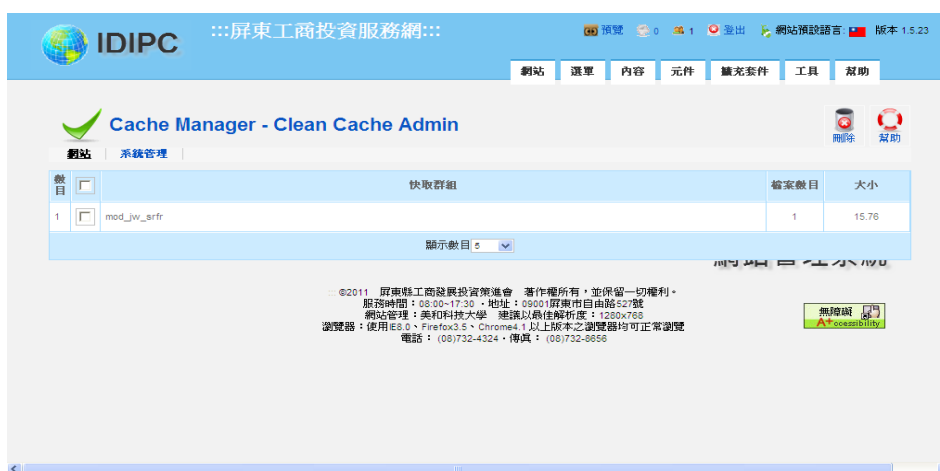 IDIPC
:::屏東工商投資服務網:::
預覽 0 1 登出 網站預設語言: 版本 1.5.23
網站 選單 內容 元件 擴充套件 工具 幫助
Cache Manager - Clean Cache Admin
刪除 幫助
網站 系統管理
數目 快取群組 檔案數目 大小
1 mod_jw_srfr 1 15.76
顯示數目 5
網站管理系統
©2011 屏東縣工商發展投資策進會 著作權所有，並保留一切權利。
服務時間：08:00~17:30 ‧地址：09001屏東市自由路527號
網站管理：美和科技大學 建議以最佳解析度：1280x768
瀏覽器：使用IE8.0、Firefox3.5、Chrome4.1 以上版本之瀏覽器均可正常瀏覽
電話： (08)732-4324‧傳真： (08)732-8656
無障礙
A+ccessibility